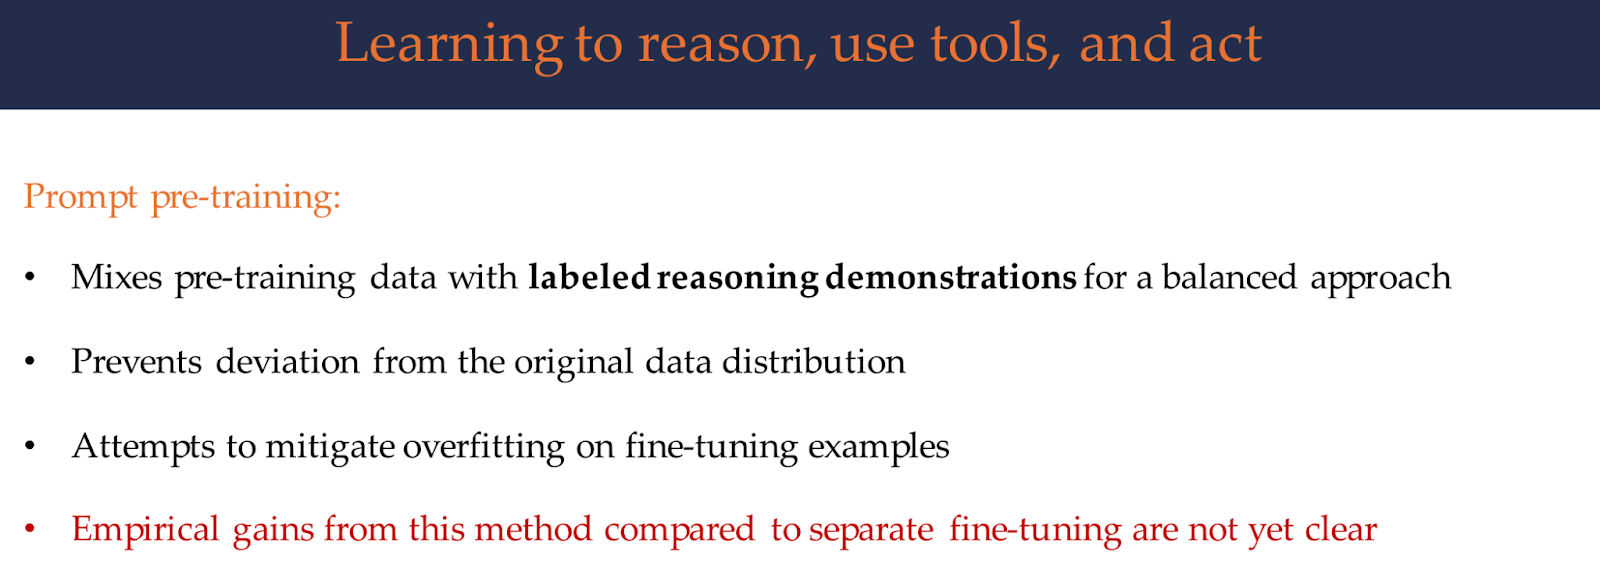 Learning to reason, use tools, and act
Prompt pre-training:
• Mixes pre-training data with labeled reasoning demonstrations for a balanced approach
• Prevents deviation from the original data distribution
• Attempts to mitigate overfitting on fine-tuning examples
• Empirical gains from this method compared to separate fine-tuning are not yet clear